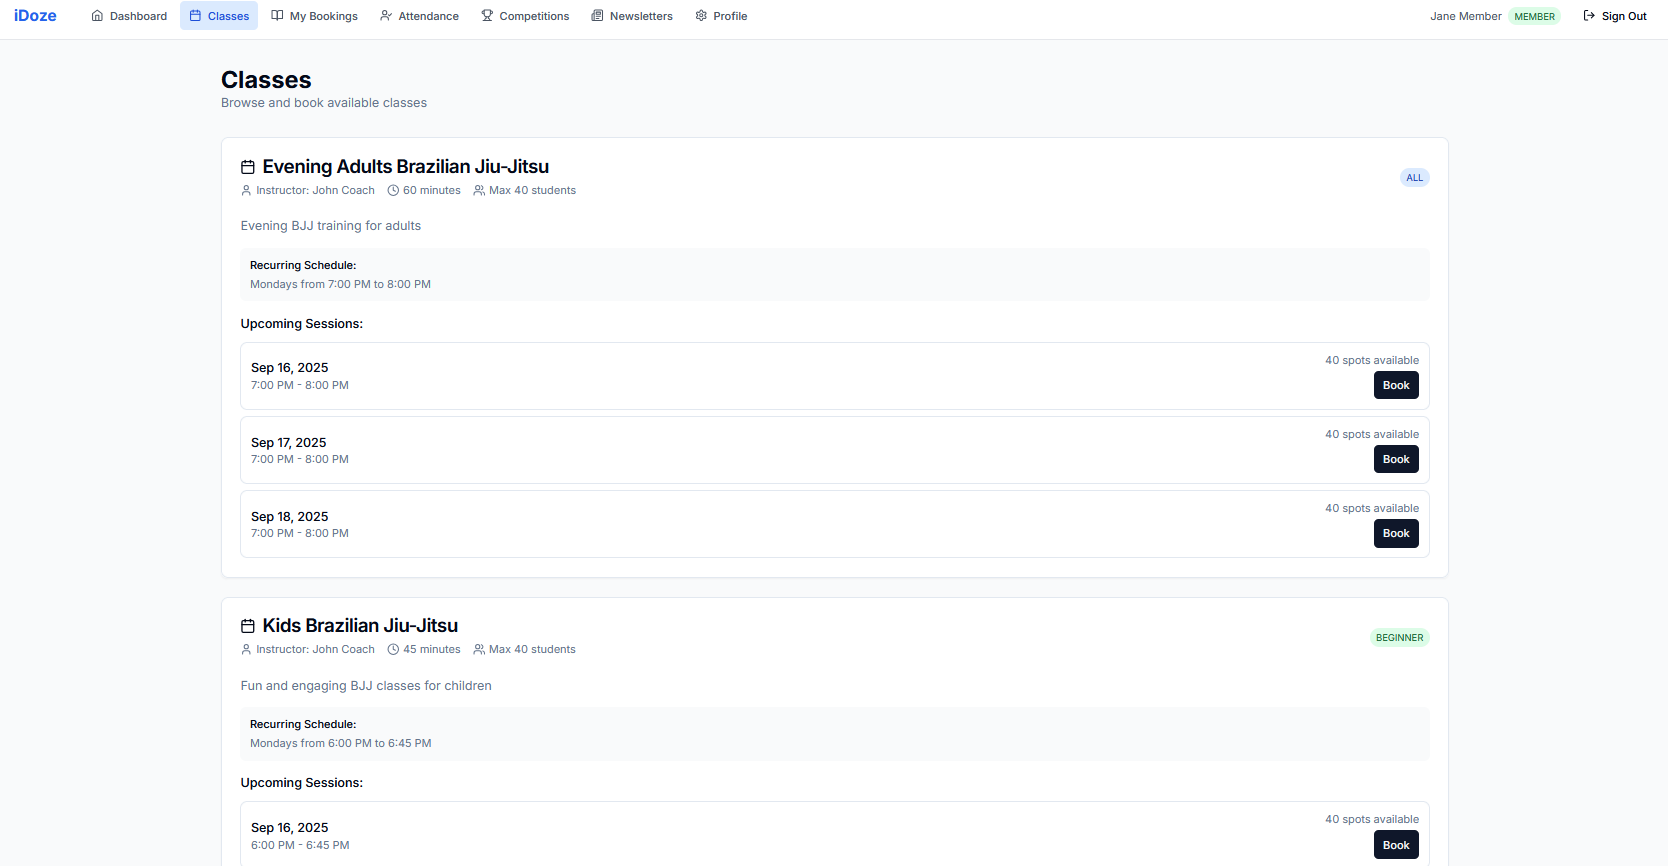 iDoze Dashboard Classes My Bookings Attendance Competitions Newsletters Profile Jane Member MEMBER Sign Out
Classes
Browse and book available classes
Evening Adults Brazilian Jiu-Jitsu
ALL
Instructor: John Coach 60 minutes Max 40 students
Evening BJJ training for adults
Recurring Schedule:
Mondays from 7:00 PM to 8:00 PM
Upcoming Sessions:
Sep 16, 2025
7:00 PM - 8:00 PM
40 spots available
Book
Sep 17, 2025
7:00 PM - 8:00 PM
40 spots available
Book
Sep 18, 2025
7:00 PM - 8:00 PM
40 spots available
Book
Kids Brazilian Jiu-Jitsu
BEGINNER
Instructor: John Coach 45 minutes Max 40 students
Fun and engaging BJJ classes for children
Recurring Schedule:
Mondays from 6:00 PM to 6:45 PM
Upcoming Sessions:
Sep 16, 2025
6:00 PM - 6:45 PM
40 spots available
Book